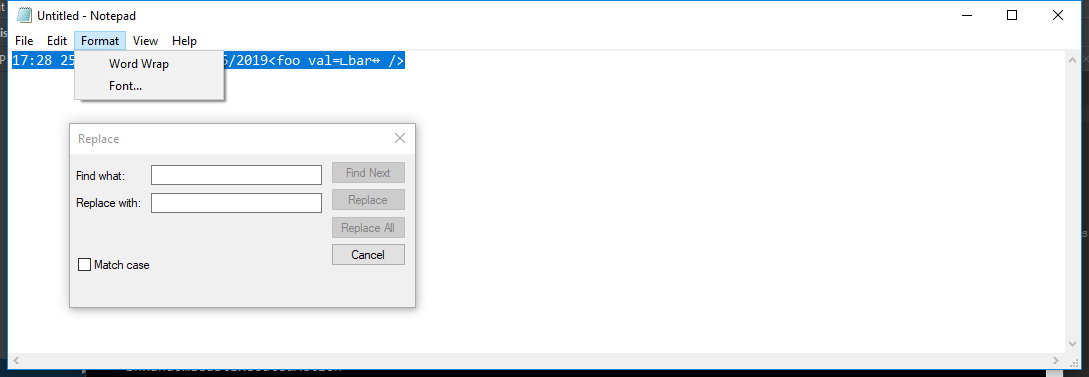 Untitled - Notepad
File Edit Format View Help
17:28 25
5/2019<foo val=∟bar↔ />
Word Wrap
Font...
Replace
Find what:
Find Next
Replace with:
Replace
Replace All
Cancel
Match case